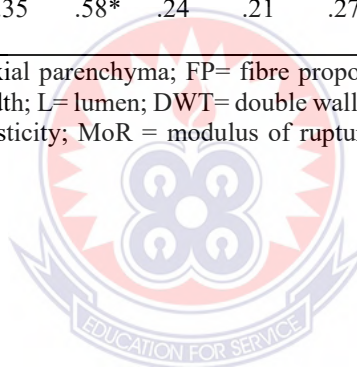 .35 .58* .24 .21 .27
xial parenchyma; FP= fibre propo
dth; L= lumen; DWT= double wall
sticity; MoR = modulus of ruptur
EDUCATION FOR SERVICE